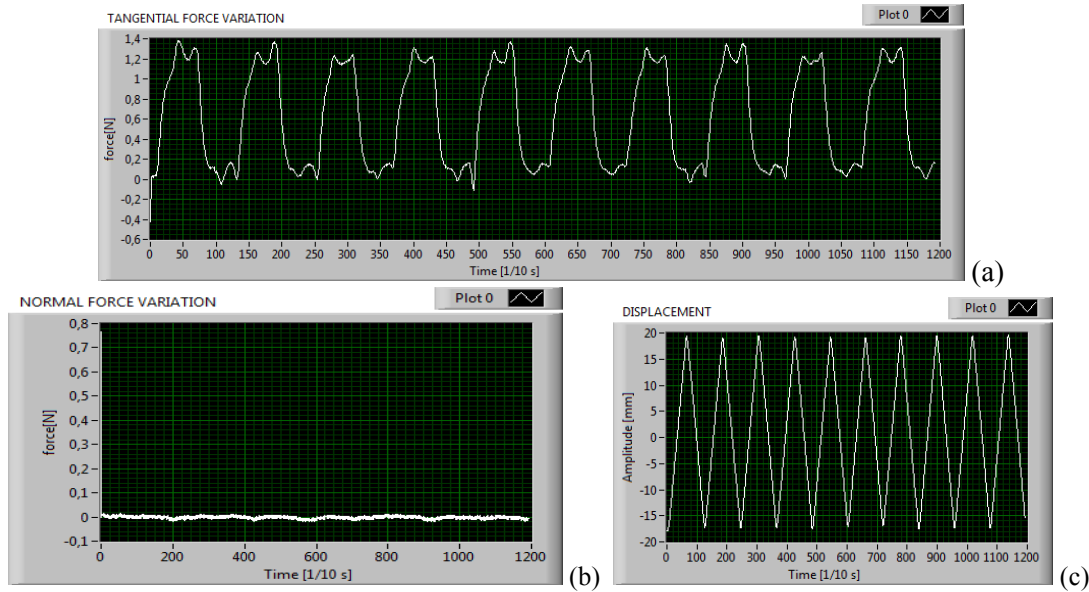 TANGENTIAL FORCE VARIATION
Plot 0
1,4
1,2
1
0,8
0,6
0,4
0,2
0
-0,2
-0,4
-0,6
force[N]
0 50 100 150 200 250 300 350 400 450 500 550 600 650 700 750 800 850 900 950 1000 1050 1100 1150 1200
Time [1/10 s]
(a)
NORMAL FORCE VARIATION
Plot 0
0,8
0,7
0,6
0,5
0,4
0,3
0,2
0,1
0
-0,1
force[N]
0 200 400 600 800 1000 1200
Time [1/10 s]
(b)
DISPLACEMENT
Plot 0
20
15
10
5
0
-5
-10
-15
-20
Amplitude [mm]
0 100 200 300 400 500 600 700 800 900 1000 1100 1200
Time [1/10 s]
(c)